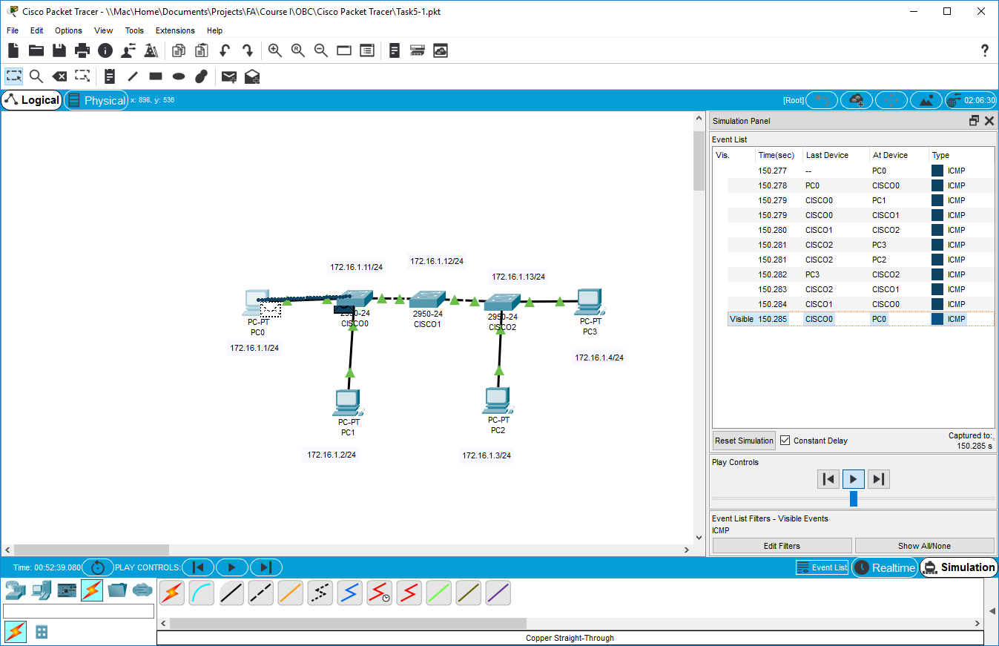 Cisco Packet Tracer - \\Mac\Home\Documents\Projects\FA\Course I\OBC\Cisco Packet Tracer\Task5-1.pkt
File Edit Options View Tools Extensions Help
?
Logical Physical x: 898, y: 536 [Root] 02:06:30
Simulation Panel
Event List
Vis. Time(sec) Last Device At Device Type
150.277 -- PC0 ICMP
150.278 PC0 CISCO0 ICMP
150.279 CISCO0 PC1 ICMP
150.279 CISCO0 CISCO1 ICMP
150.280 CISCO1 CISCO2 ICMP
150.281 CISCO2 PC3 ICMP
150.281 CISCO2 PC2 ICMP
150.282 PC3 CISCO2 ICMP
150.283 CISCO2 CISCO1 ICMP
150.284 CISCO1 CISCO0 ICMP
Visible 150.285 CISCO0 PC0 ICMP
172.16.1.11/24
172.16.1.12/24
172.16.1.13/24
PC-PT
PC0
172.16.1.1/24
2950-24
CISCO0
2950-24
CISCO1
2950-24
CISCO2
PC-PT
PC3
172.16.1.4/24
PC-PT
PC1
172.16.1.2/24
PC-PT
PC2
172.16.1.3/24
Reset Simulation Constant Delay
Captured to:
150.285 s
Play Controls
Event List Filters - Visible Events
ICMP
Edit Filters Show All/None
Time: 00:52:39.080 PLAY CONTROLS: Event List Realtime Simulation
Copper Straight-Through